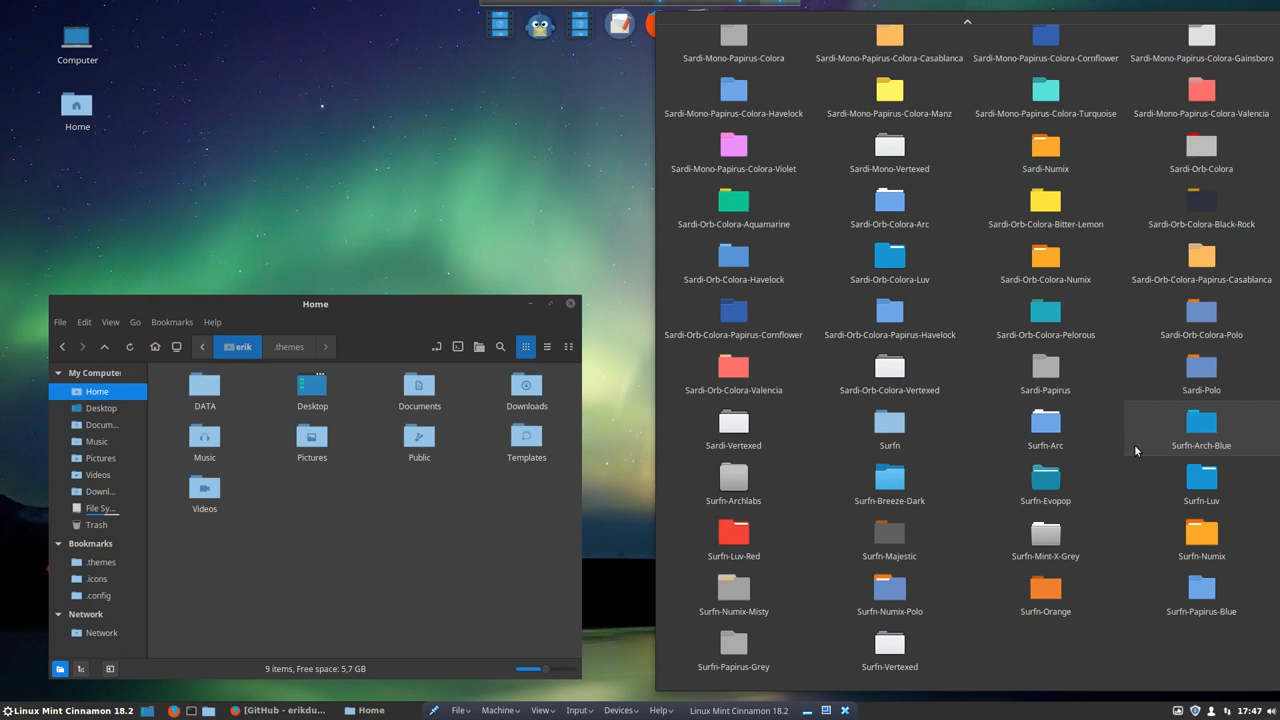 Computer
Home
Sardi-Mono-Papirus-Colora
Sardi-Mono-Papirus-Colora-Casablanca
Sardi-Mono-Papirus-Colora-Cornflower
Sardi-Mono-Papirus-Colora-Gainsboro
Sardi-Mono-Papirus-Colora-Havelock
Sardi-Mono-Papirus-Colora-Manz
Sardi-Mono-Papirus-Colora-Turquoise
Sardi-Mono-Papirus-Colora-Valencia
Sardi-Mono-Papirus-Colora-Violet
Sardi-Mono-Vertexed
Sardi-Numix
Sardi-Orb-Colora
Sardi-Orb-Colora-Aquamarine
Sardi-Orb-Colora-Arc
Sardi-Orb-Colora-Bitter-Lemon
Sardi-Orb-Colora-Black-Rock
Sardi-Orb-Colora-Havelock
Sardi-Orb-Colora-Luv
Sardi-Orb-Colora-Numix
Sardi-Orb-Colora-Papirus-Casablanca
Sardi-Orb-Colora-Papirus-Cornflower
Sardi-Orb-Colora-Papirus-Havelock
Sardi-Orb-Colora-Pelorous
Sardi-Orb-Colora-Polo
Sardi-Orb-Colora-Valencia
Sardi-Orb-Colora-Vertexed
Sardi-Papirus
Sardi-Polo
Sardi-Vertexed
Surfn
Surfn-Arc
Surfn-Arch-Blue
Surfn-Archlabs
Surfn-Breeze-Dark
Surfn-Evopop
Surfn-Luv
Surfn-Luv-Red
Surfn-Majestic
Surfn-Mint-X-Grey
Surfn-Numix
Surfn-Numix-Misty
Surfn-Numix-Polo
Surfn-Orange
Surfn-Papirus-Blue
Surfn-Papirus-Grey
Surfn-Vertexed
Home
File Edit View Go Bookmarks Help
erik .themes
My Compute
Home
Desktop
Docum...
Music
Pictures
Videos
Downl...
File Sy...
Trash
Bookmarks
.themes
.icons
.config
Network
Network
DATA Desktop Documents Downloads
Music Pictures Public Templates
Videos
9 items, Free space: 5,7 GB
Linux Mint Cinnamon 18.2 [GitHub - erikdu... Home File Machine View Input Devices Help Linux Mint Cinnamon 18.2 17:47